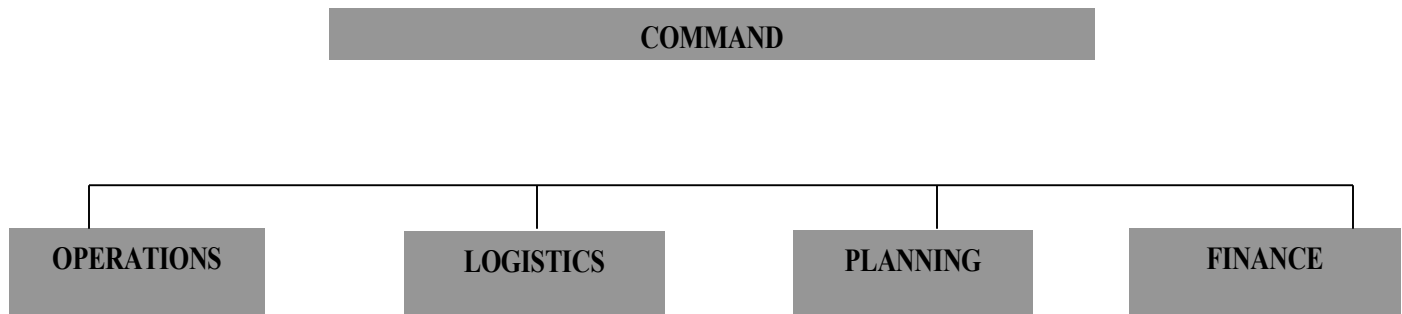 COMMAND
OPERATIONS
LOGISTICS
PLANNING
FINANCE